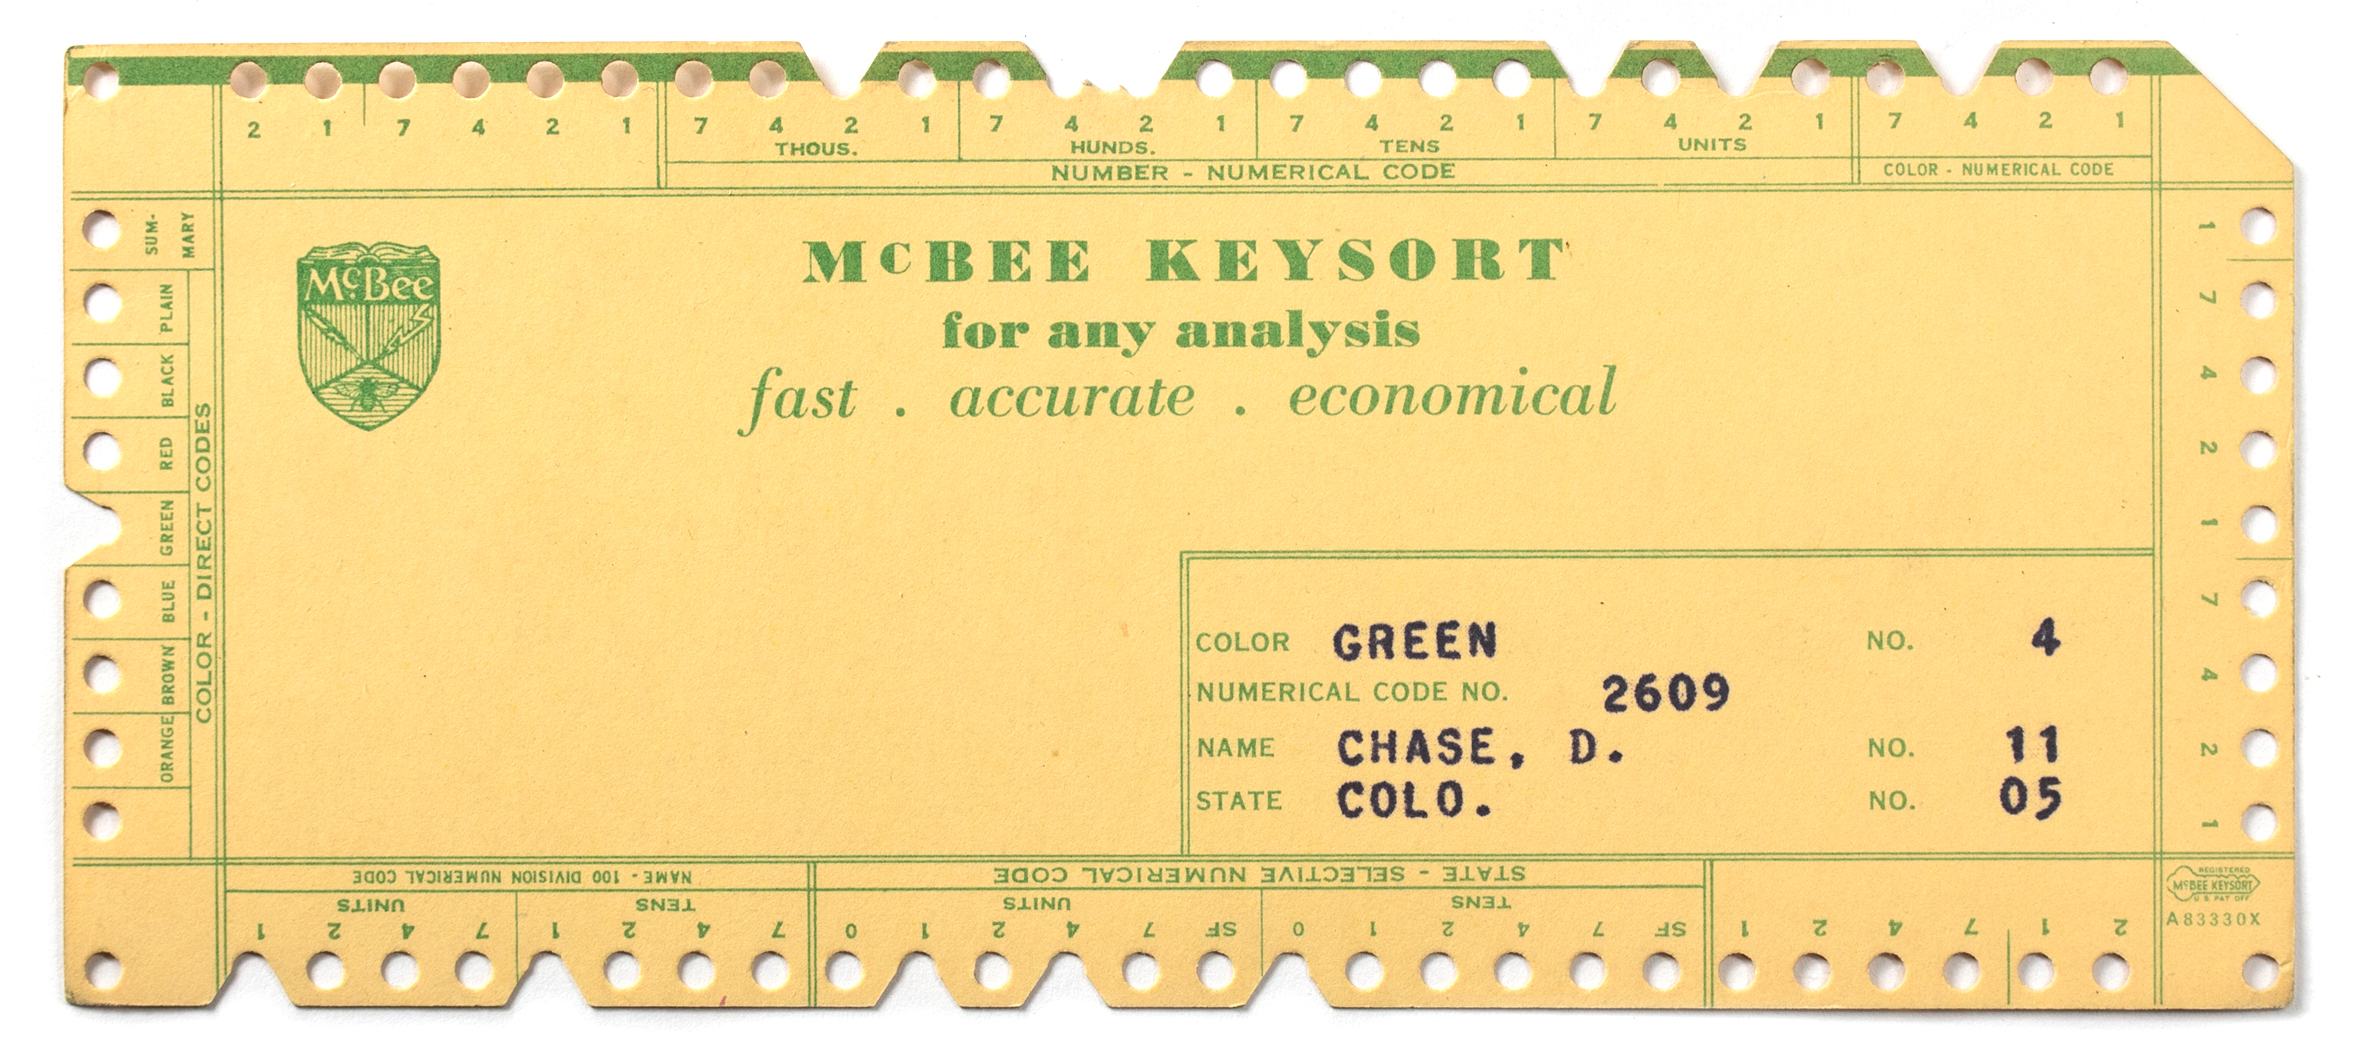 2 1 7 4 2 1 7 4 2 1 7 4 2 1 7 4 2 1 7 4 2 1 7 4 2 1
THOUS. HUNDS. TENS UNITS
NUMBER - NUMERICAL CODE COLOR - NUMERICAL CODE
SUM-
MARY
PLAIN
BLACK
RED
GREEN
BLUE
BROWN
ORANGE
COLOR - DIRECT CODES
McBee
McBEE KEYSORT
for any analysis
fast . accurate . economical
COLOR GREEN NO. 4
NUMERICAL CODE NO. 2609
NAME CHASE, D. NO. 11
STATE COLO. NO. 05
1
7
4
2
1
7
4
2
1
NAME - 100 DIVISION NUMERICAL CODE
STATE - SELECTIVE NUMERICAL CODE
UNITS TENS UNITS TENS
1 2 4 7 1 2 4 7 0 1 2 4 7 SF 0 1 2 4 7 SF 1 2 4 7 1 2
REGISTERED
McBEE KEYSORT
U.S. PAT. OFF.
A83330X